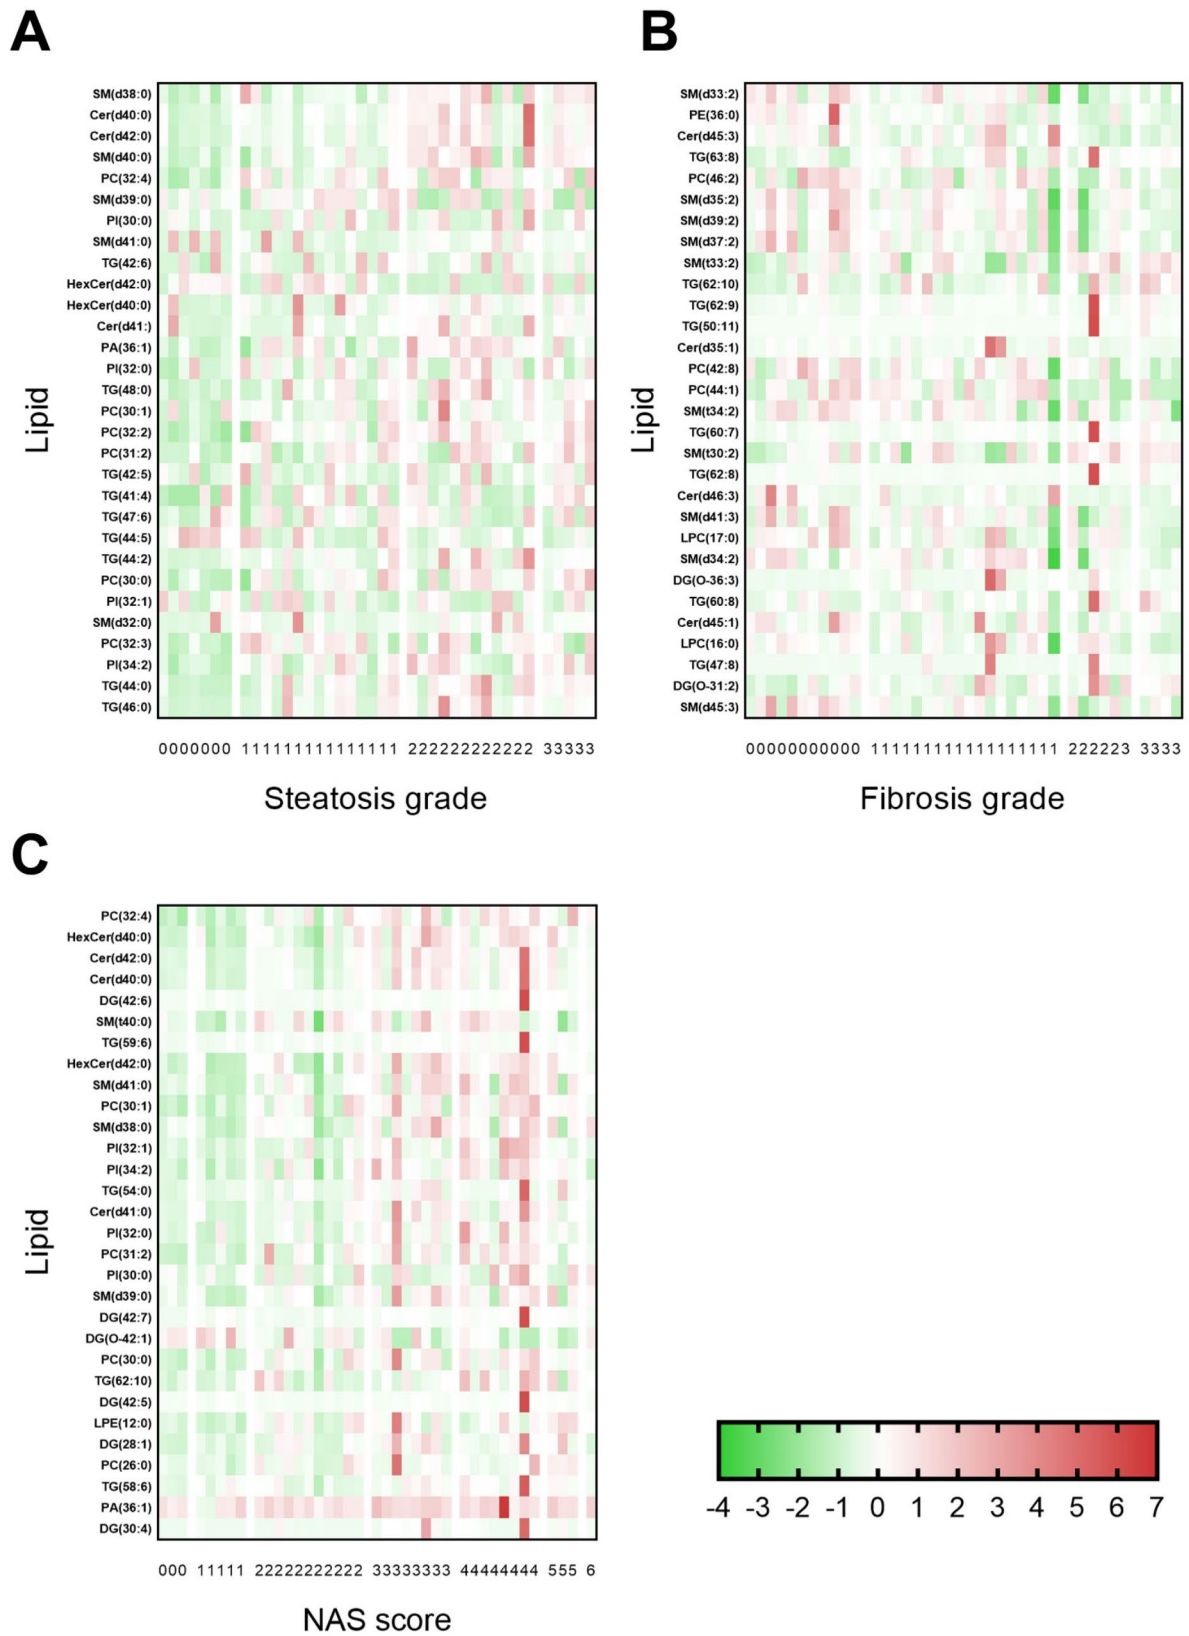 A
SM(d38:0)
Cer(d40:0)
Cer(d42:0)
SM(d40:0)
PC(32:4)
SM(d39:0)
PI(30:0)
SM(d41:0)
TG(42:6)
HexCer(d42:0)
HexCer(d40:0)
Cer(d41:)
PA(36:1)
PI(32:0)
TG(48:0)
PC(30:1)
PC(32:2)
PC(31:2)
TG(42:5)
TG(41:4)
TG(47:6)
TG(44:5)
TG(44:2)
PC(30:0)
PI(32:1)
SM(d32:0)
PC(32:3)
PI(34:2)
TG(44:0)
TG(46:0)
Lipid
0000000 111111111111111 222222222222 33333
Steatosis grade
B
SM(d33:2)
PE(36:0)
Cer(d45:3)
TG(63:8)
PC(46:2)
SM(d35:2)
SM(d39:2)
SM(d37:2)
SM(t33:2)
TG(62:10)
TG(62:9)
TG(50:11)
Cer(d35:1)
PC(42:8)
PC(44:1)
SM(t34:2)
TG(60:7)
SM(t30:2)
TG(62:8)
Cer(d46:3)
SM(d41:3)
LPC(17:0)
SM(d34:2)
DG(O-36:3)
TG(60:8)
Cer(d45:1)
LPC(16:0)
TG(47:8)
DG(O-31:2)
SM(d45:3)
Lipid
00000000000 111111111111111111 222223 3333
Fibrosis grade
C
PC(32:4)
HexCer(d40:0)
Cer(d42:0)
Cer(d40:0)
DG(42:6)
SM(t40:0)
TG(59:6)
HexCer(d42:0)
SM(d41:0)
PC(30:1)
SM(d38:0)
PI(32:1)
PI(34:2)
TG(54:0)
Cer(d41:0)
PI(32:0)
PC(31:2)
PI(30:0)
SM(d39:0)
DG(42:7)
DG(O-42:1)
PC(30:0)
TG(62:10)
DG(42:5)
LPE(12:0)
DG(28:1)
PC(26:0)
TG(58:6)
PA(36:1)
DG(30:4)
Lipid
000 11111 22222222222 33333333 44444444 555 6
NAS score
-4 -3 -2 -1 0 1 2 3 4 5 6 7